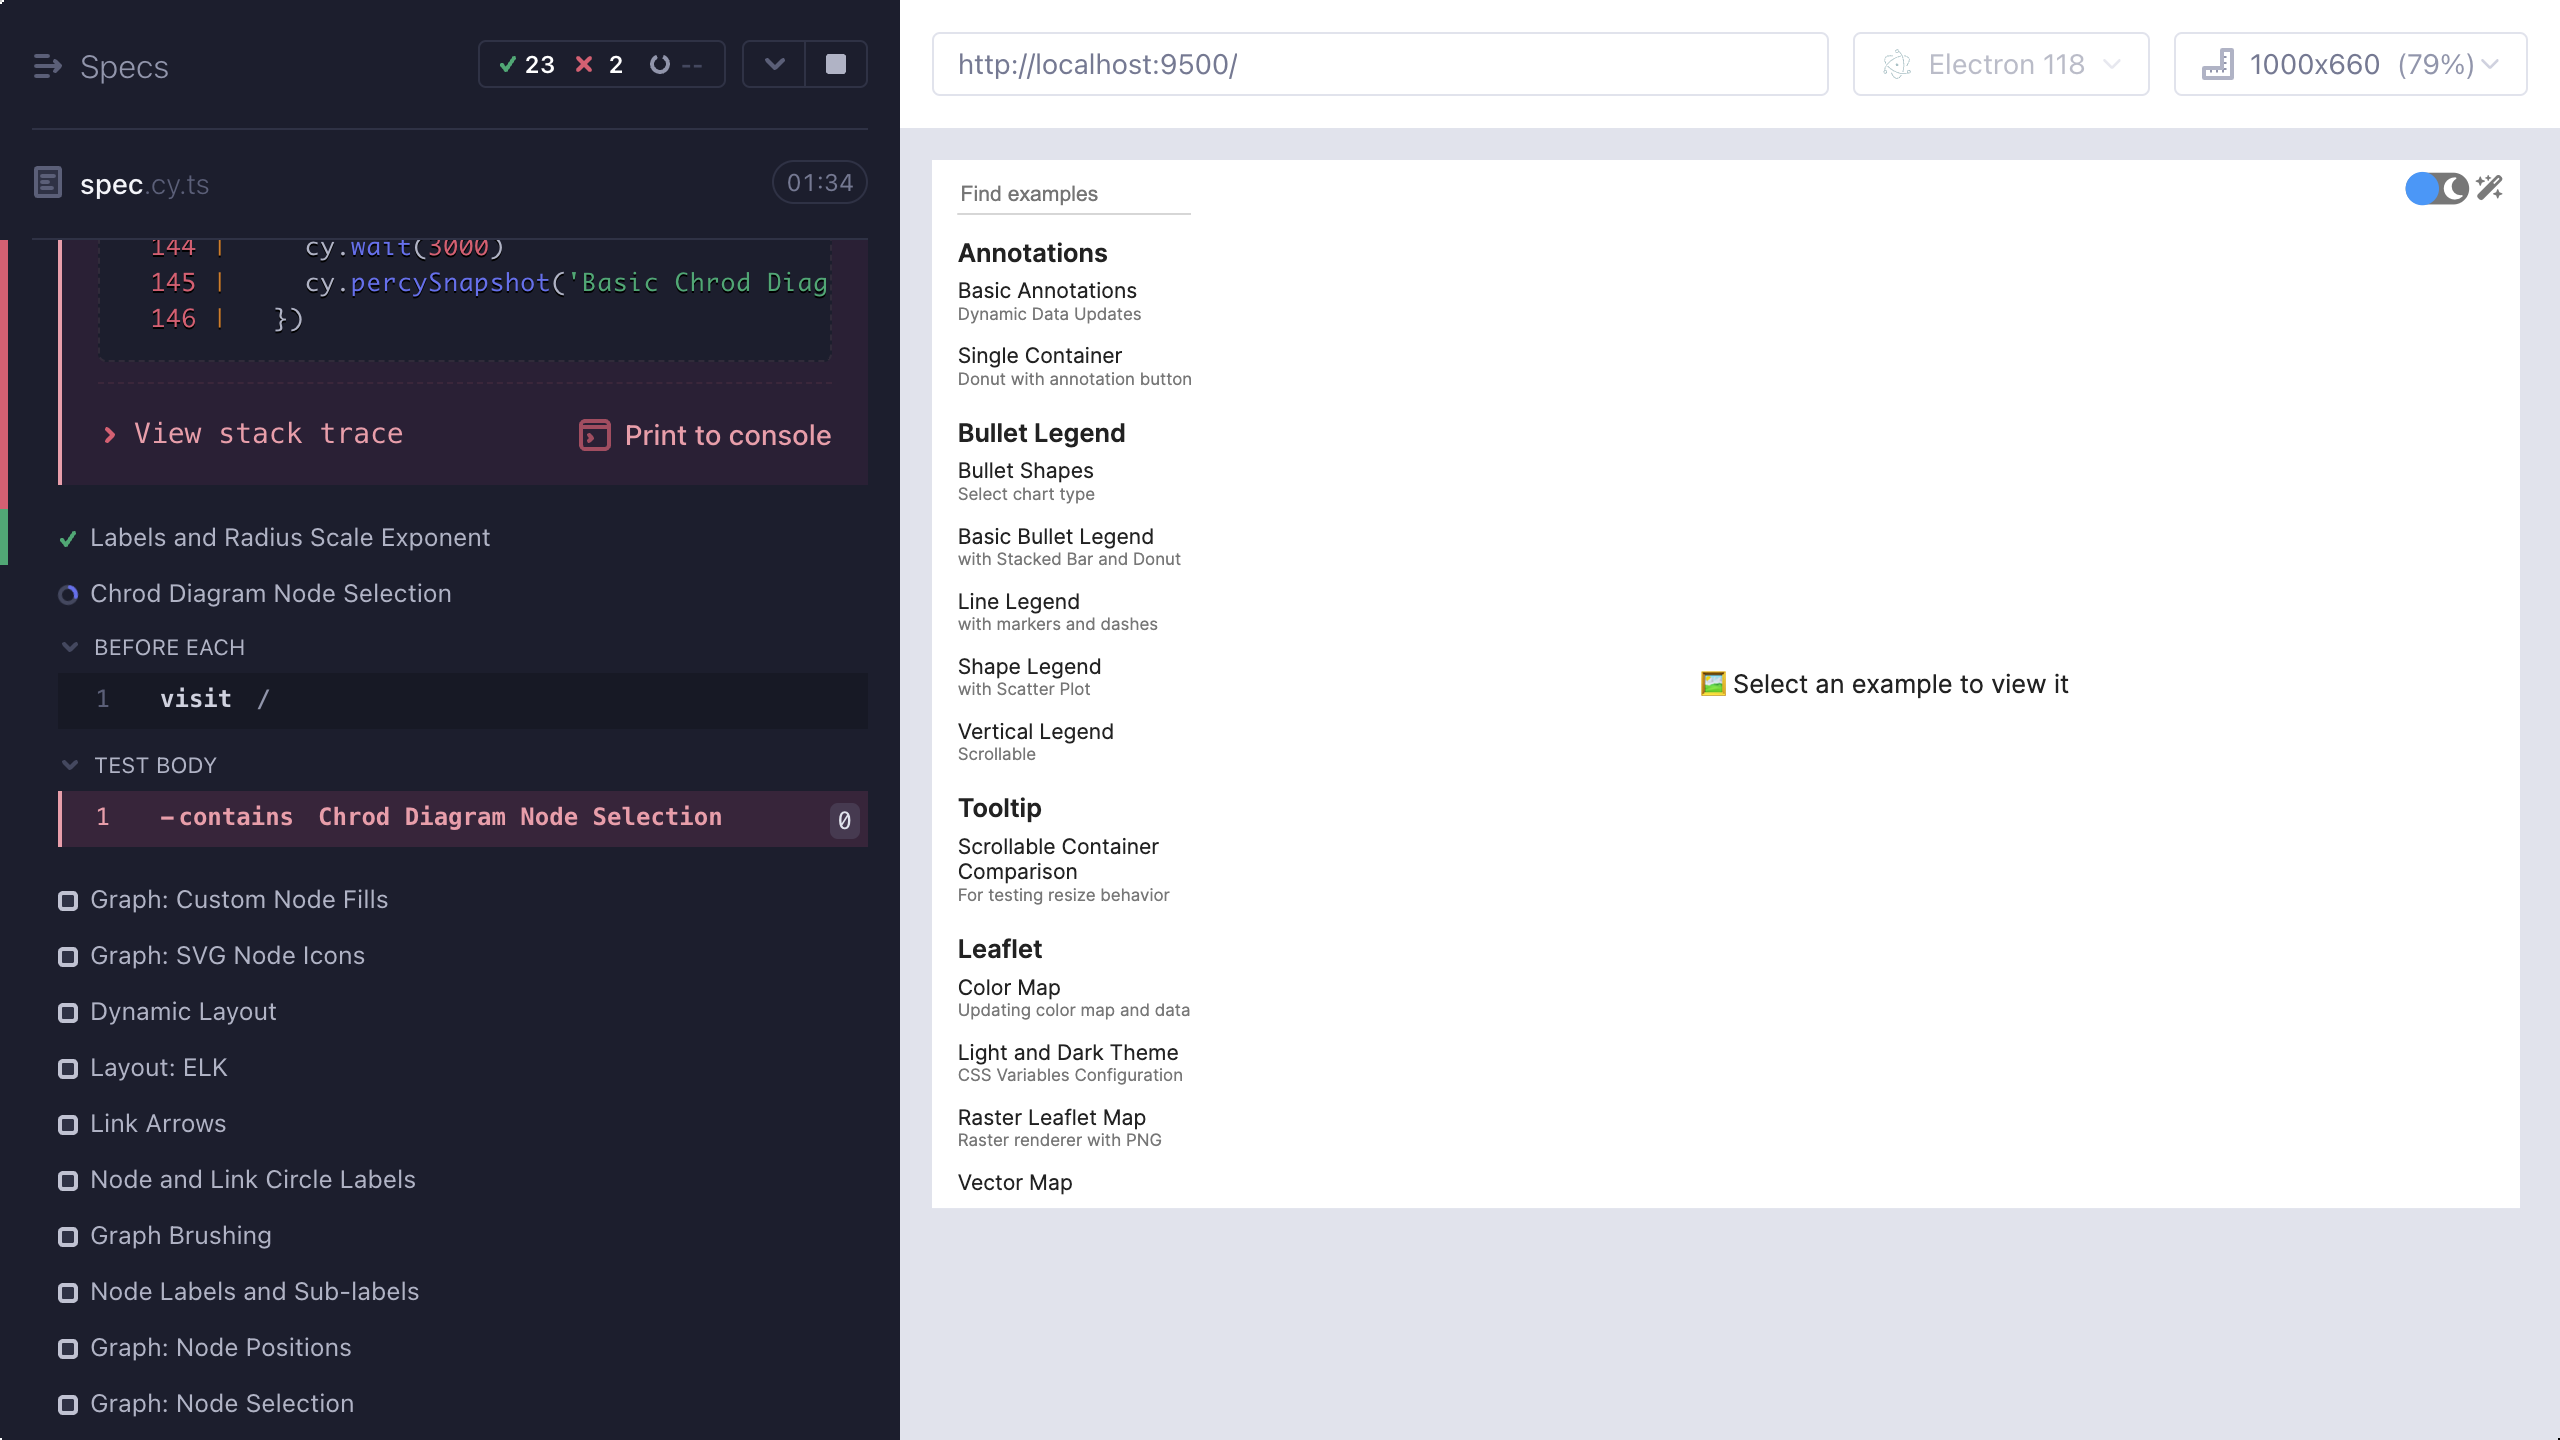 Specs
23 2 --
spec.cy.ts
01:34
144 | cy.wait(3000)
145 | cy.percySnapshot('Basic Chrod Diag
146 | })
View stack trace
Print to console
Labels and Radius Scale Exponent
Chrod Diagram Node Selection
BEFORE EACH
1 visit /
TEST BODY
1 -contains Chrod Diagram Node Selection 0
Graph: Custom Node Fills
Graph: SVG Node Icons
Dynamic Layout
Layout: ELK
Link Arrows
Node and Link Circle Labels
Graph Brushing
Node Labels and Sub-labels
Graph: Node Positions
Graph: Node Selection
http://localhost:9500/
Electron 118
1000x660 (79%)
Find examples
Annotations
Basic Annotations
Dynamic Data Updates
Single Container
Donut with annotation button
Bullet Legend
Bullet Shapes
Select chart type
Basic Bullet Legend
with Stacked Bar and Donut
Line Legend
with markers and dashes
Shape Legend
with Scatter Plot
Vertical Legend
Scrollable
Tooltip
Scrollable Container
Comparison
For testing resize behavior
Leaflet
Color Map
Updating color map and data
Light and Dark Theme
CSS Variables Configuration
Raster Leaflet Map
Raster renderer with PNG
Vector Map
🖼️ Select an example to view it